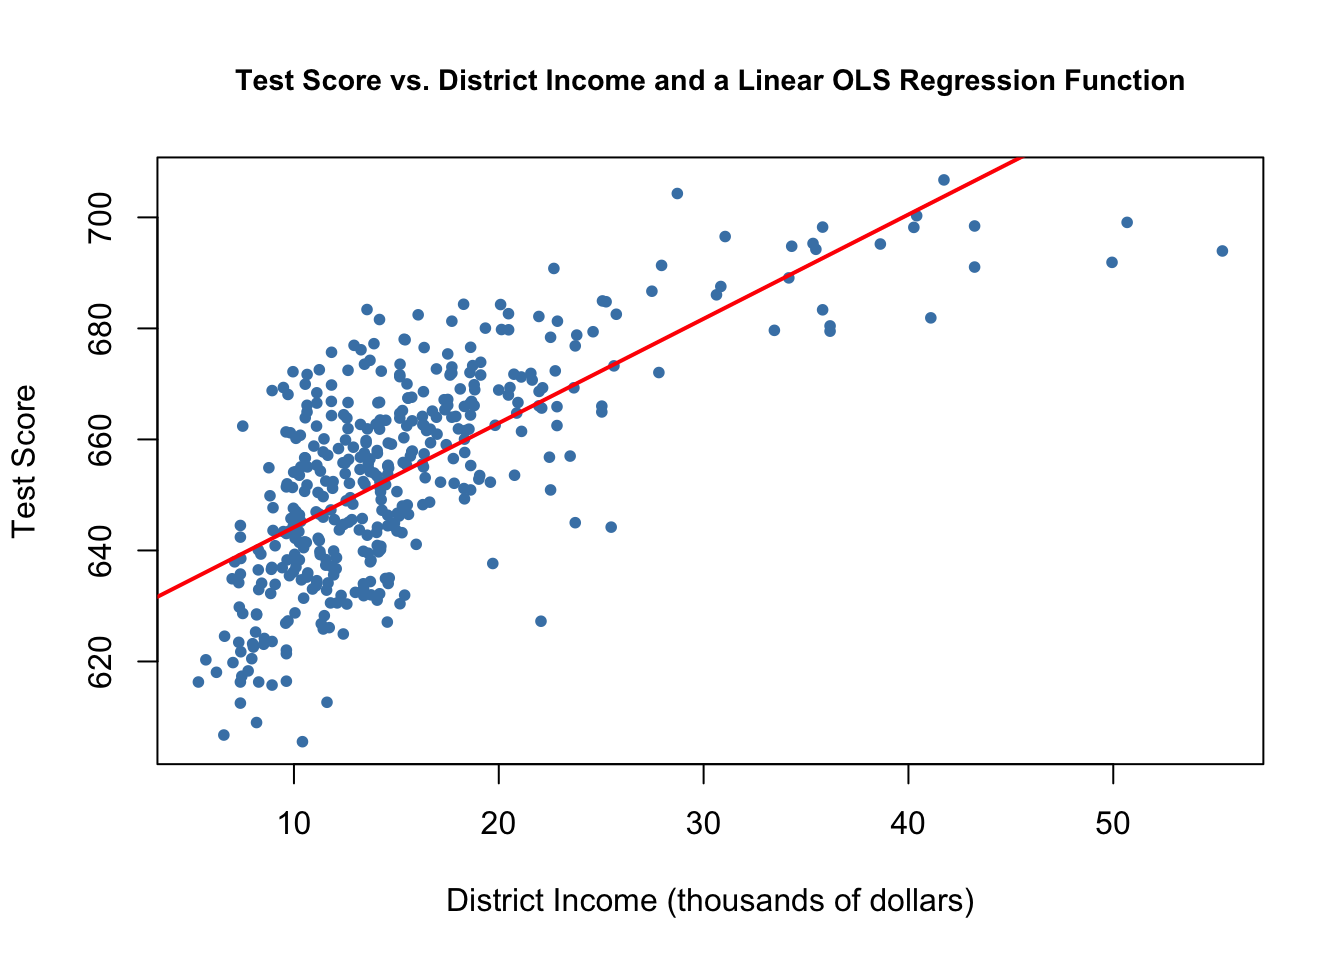 Test Score vs. District Income and a Linear OLS Regression Function
Test Score
700
680
660
640
620
10 20 30 40 50
District Income (thousands of dollars)